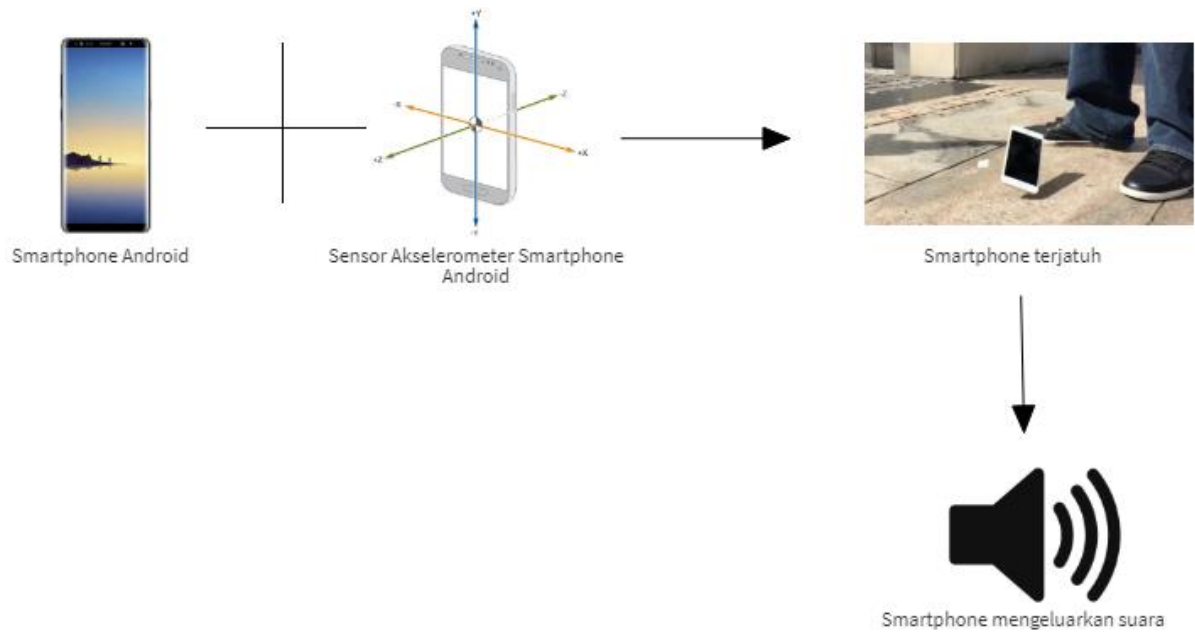 +Y
-X
-Z
+Z
+X
-Y
Smartphone Android
Sensor Akselerometer Smartphone
Android
Smartphone terjatuh
Smartphone mengeluarkan suara